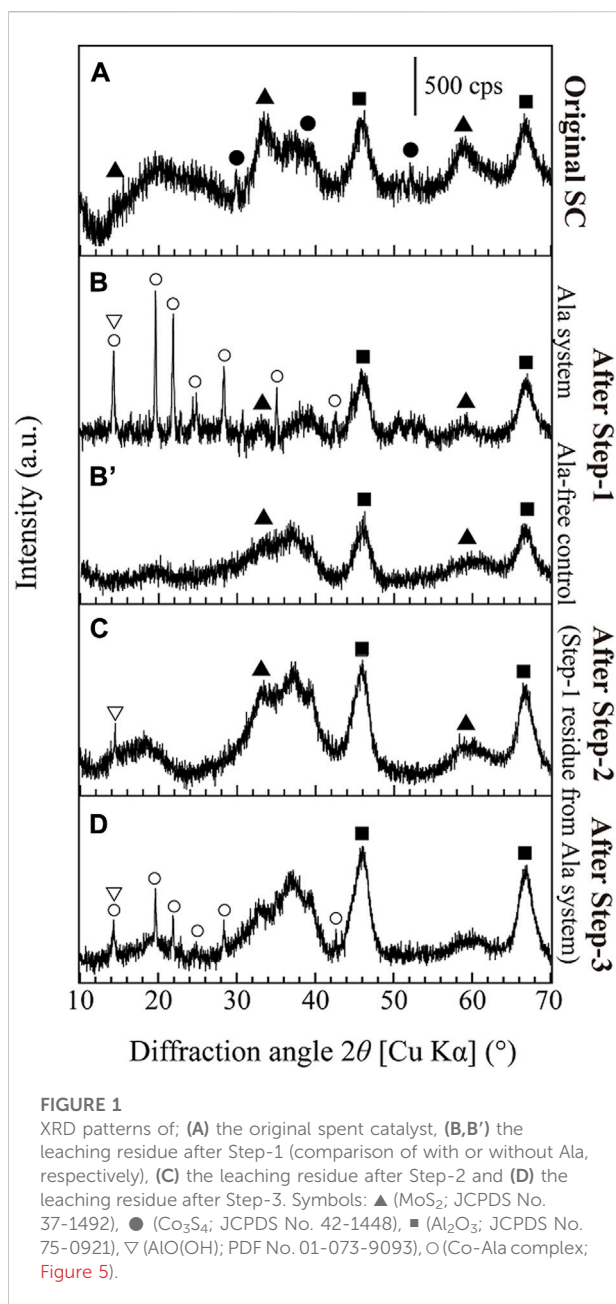 A
500 cps
Original SC
B
Ala system
After Step-1
B'
Ala-free control
C
After Step-2
(Step-1 residue from Ala system)
D
After Step-3
Intensity (a.u.)
10 20 30 40 50 60 70
Diffraction angle 2θ [Cu Kα] (°)
FIGURE 1
XRD patterns of; (A) the original spent catalyst, (B,B′) the
leaching residue after Step-1 (comparison of with or without Ala,
respectively), (C) the leaching residue after Step-2 and (D) the
leaching residue after Step-3. Symbols: ▲ (MoS₂; JCPDS No.
37-1492), ● (Co₃S₄; JCPDS No. 42-1448), ■ (Al₂O₃; JCPDS No.
75-0921), ▽ (AlO(OH); PDF No. 01-073-9093), ○ (Co-Ala complex;
Figure 5).